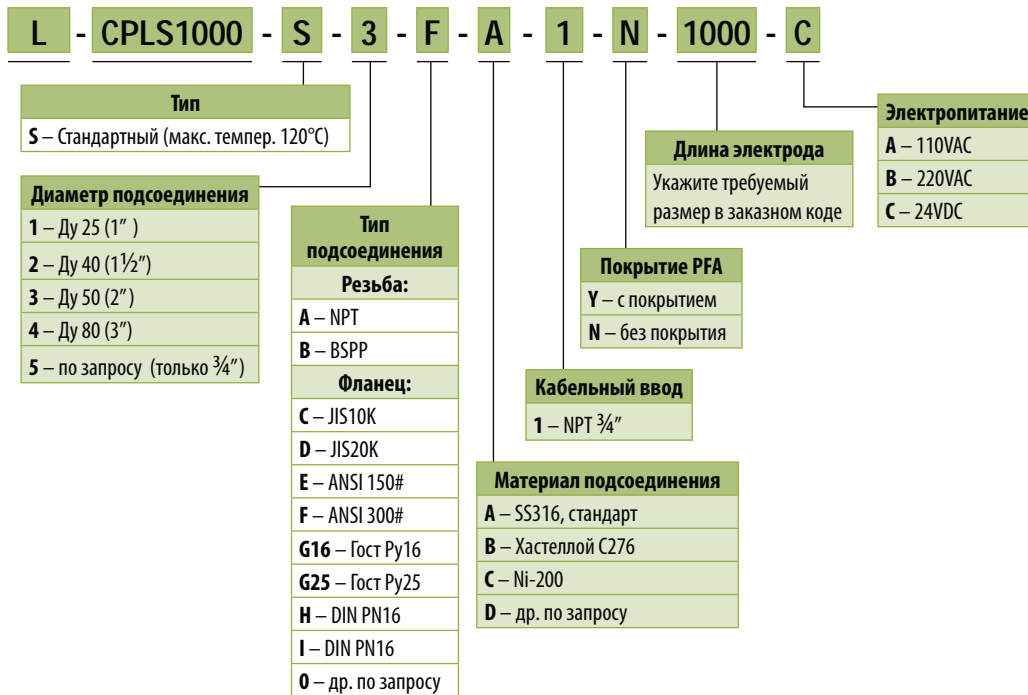 L - CPLS1000 - S - 3 - F - A - 1 - N - 1000 - C
Тип
S – Стандартный (макс. темпер. 120°C)
Диаметр подсоединения
1 – Ду 25 (1″ )
2 – Ду 40 (1½″)
3 – Ду 50 (2″)
4 – Ду 80 (3″)
5 – по запросу (только ¾″)
Тип
подсоединения
Резьба:
A – NPT
B – BSPP
Фланец:
C – JIS10K
D – JIS20K
E – ANSI 150#
F – ANSI 300#
G16 – Гост Ру16
G25 – Гост Ру25
H – DIN PN16
I – DIN PN16
0 – др. по запросу
Материал подсоединения
A – SS316, стандарт
B – Хастеллой C276
C – Ni-200
D – др. по запросу
Кабельный ввод
1 – NPT ¾″
Покрытие PFA
Y – с покрытием
N – без покрытия
Длина электрода
Укажите требуемый
размер в заказном коде
Электропитание
A – 110VAC
B – 220VAC
C – 24VDC